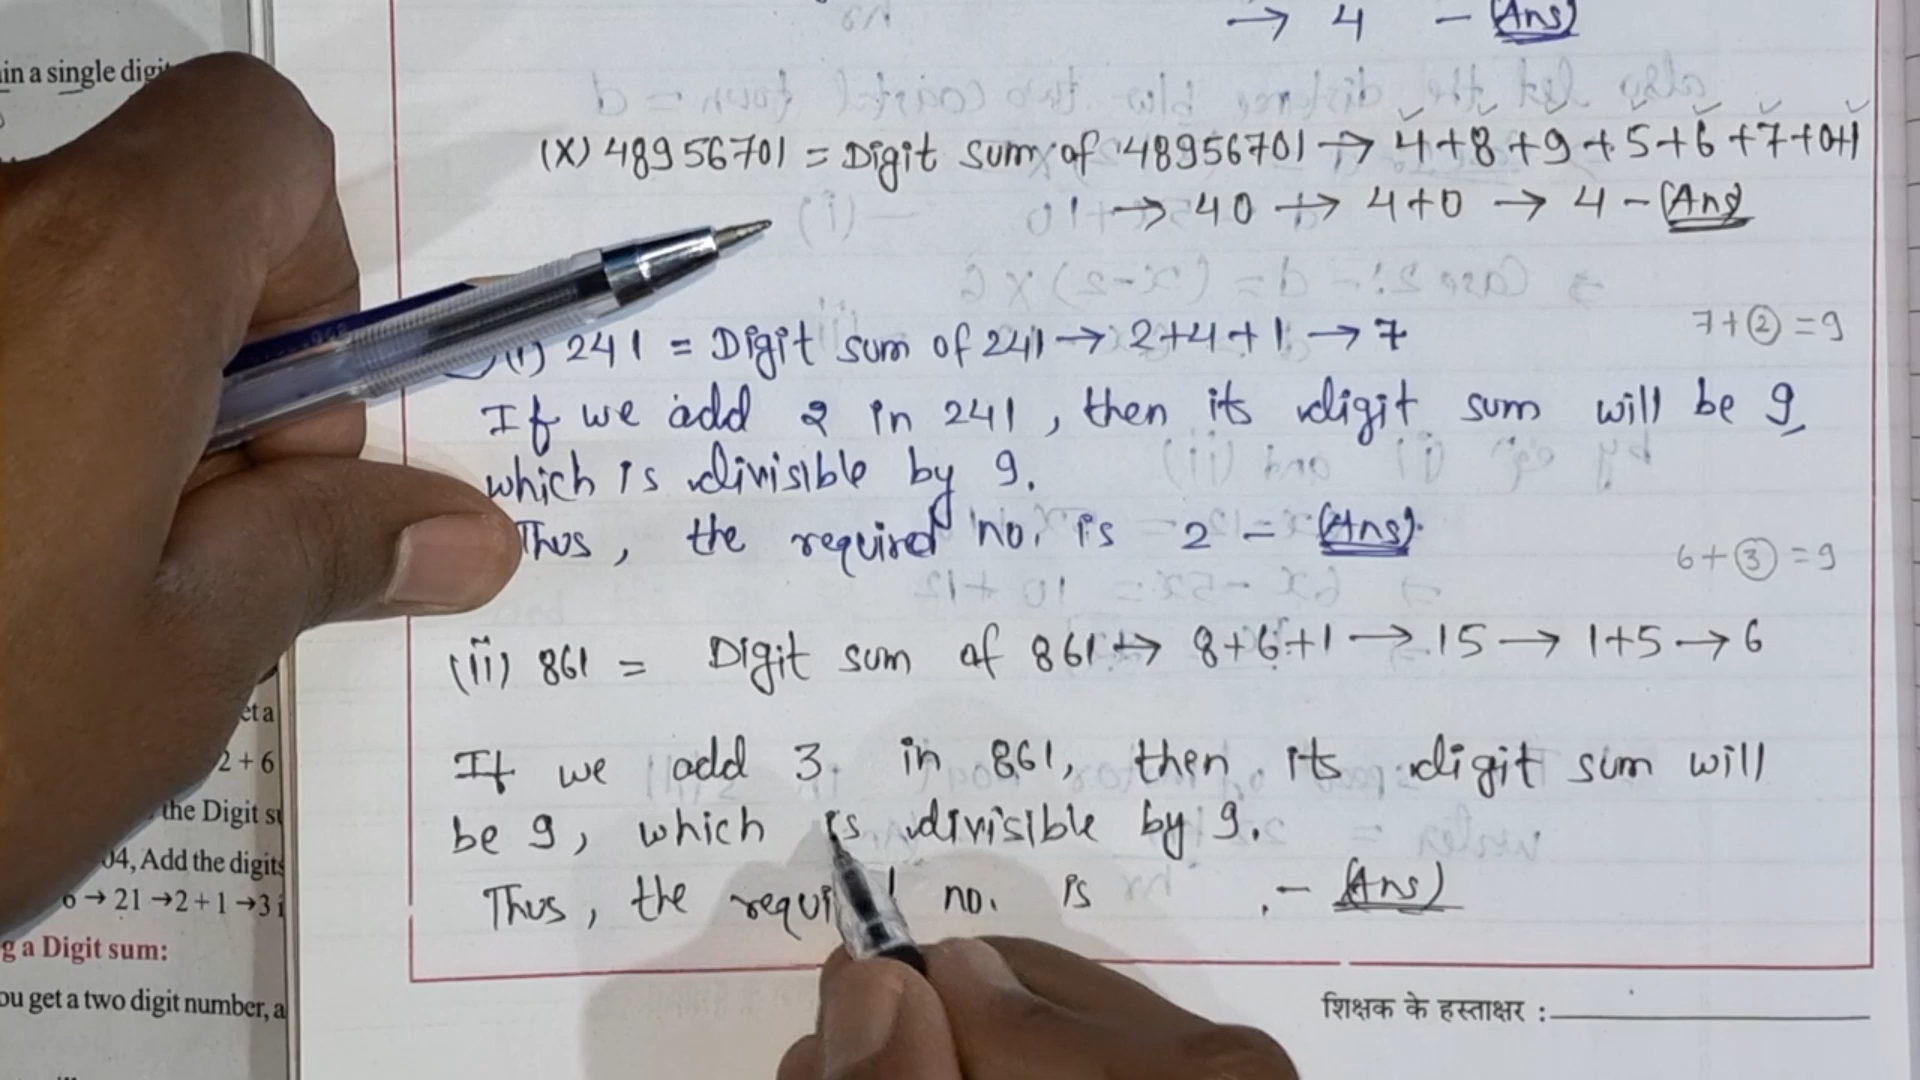 in a single
→ 4 - (Ans)
(X) 48956701 = Digit sum of 48956701 → 4+8+9+5+6+7+0+1
→ 40 → 4+0 → 4 - (Ans)
(i) 241 = Digit sum of 241 → 2+4+1 → 7
7+②=9
If we add 2 in 241, then its digit sum will be 9,
which is divisible by 9.
Thus, the required no. is 2 = (Ans).
6+③=9
(ii) 861 = Digit sum of 861 → 8+6+1 → 15 → 1+5 → 6
If we add 3 in 861, then its digit sum will
be 9, which is divisible by 9.
Thus, the no. is - (Ans)
शिक्षक के हस्ताक्षर :
et a
2 + 6
the Digit
04, Add the digits
6 → 21 → 2 + 1 → 3
g a Digit sum:
ou get a two digit number, a